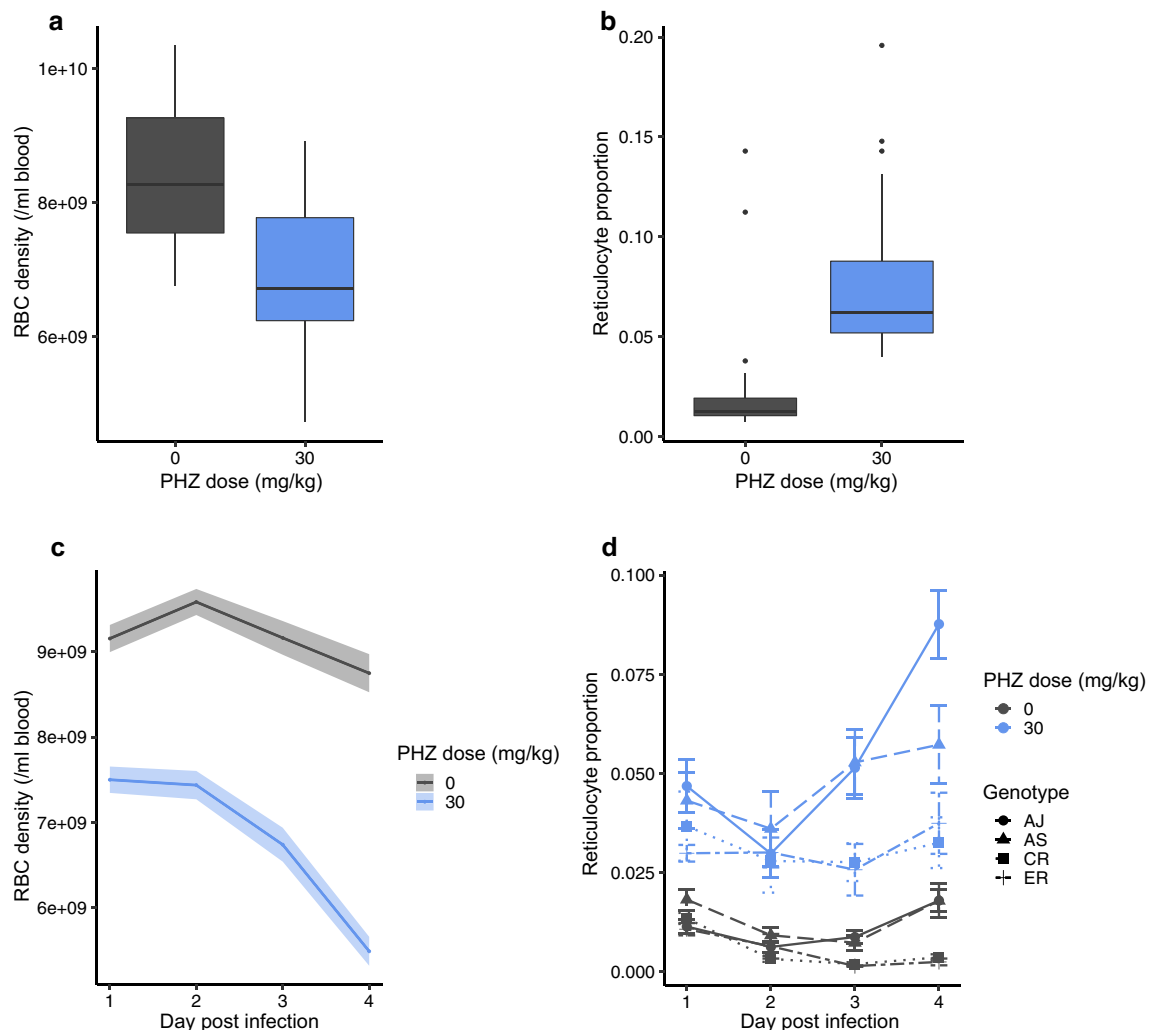 a
RBC density (/ml blood)
1e+10
8e+09
6e+09
0
30
PHZ dose (mg/kg)
b
Reticulocyte proportion
0.20
0.15
0.10
0.05
0.00
0
30
PHZ dose (mg/kg)
c
RBC density (/ml blood)
9e+09
8e+09
7e+09
6e+09
1
2
3
4
Day post infection
PHZ dose (mg/kg)
0
30
d
Reticulocyte proportion
0.100
0.075
0.050
0.025
0.000
1
2
3
4
Day post infection
PHZ dose (mg/kg)
0
30
Genotype
AJ
AS
CR
ER